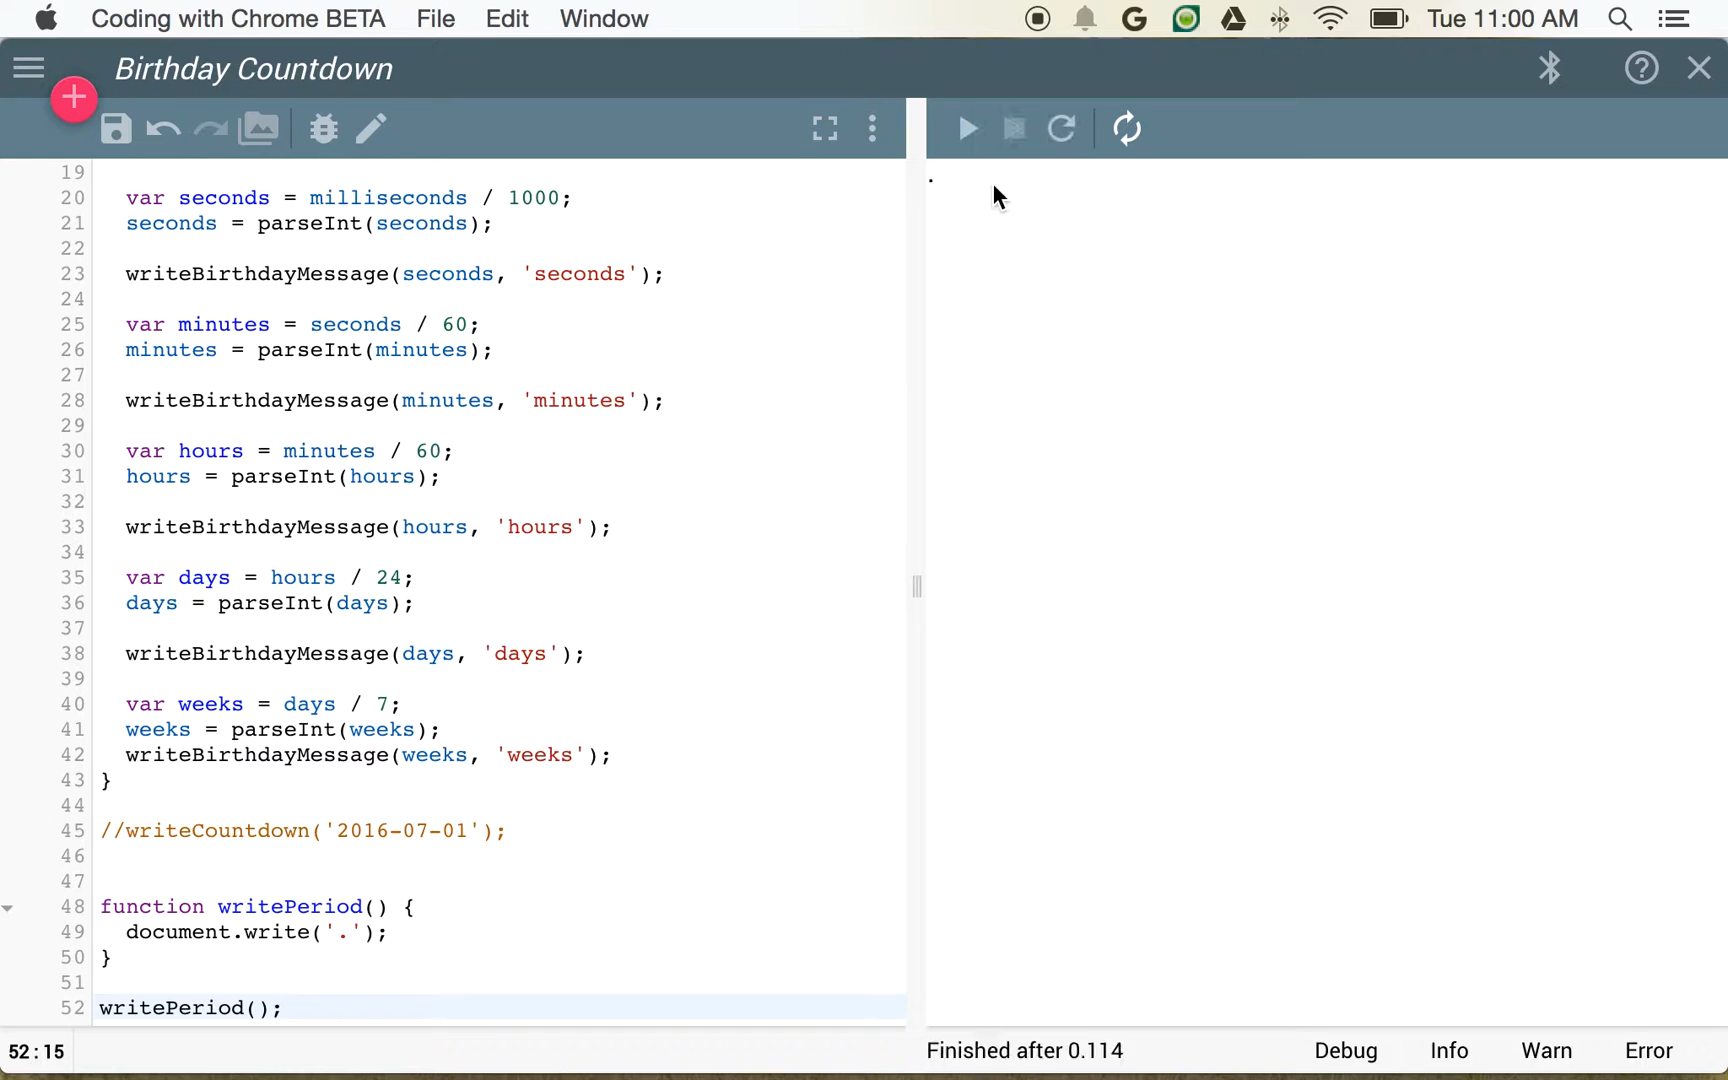 Coding with Chrome BETA File Edit Window Tue 11:00 AM
Birthday Countdown
19
20 var seconds = milliseconds / 1000;
21 seconds = parseInt(seconds);
22
23 writeBirthdayMessage(seconds, 'seconds');
24
25 var minutes = seconds / 60;
26 minutes = parseInt(minutes);
27
28 writeBirthdayMessage(minutes, 'minutes');
29
30 var hours = minutes / 60;
31 hours = parseInt(hours);
32
33 writeBirthdayMessage(hours, 'hours');
34
35 var days = hours / 24;
36 days = parseInt(days);
37
38 writeBirthdayMessage(days, 'days');
39
40 var weeks = days / 7;
41 weeks = parseInt(weeks);
42 writeBirthdayMessage(weeks, 'weeks');
43 }
44
45 //writeCountdown('2016-07-01');
46
47
48 function writePeriod() {
49 document.write('.');
50 }
51
52 writePeriod();
.
52:15 Finished after 0.114 Debug Info Warn Error